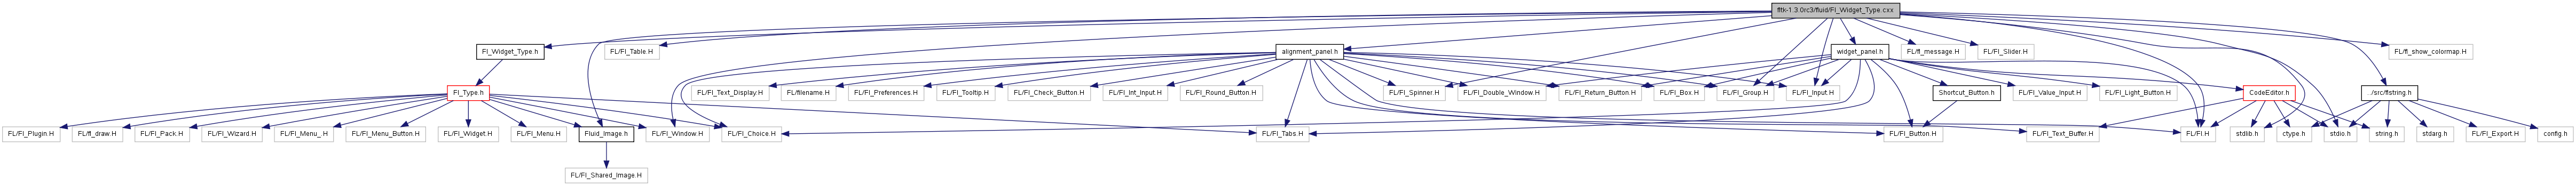 fltk-1.3.0rc3/fluid/Fl_Widget_Type.cxx
Fl_Widget_Type.h
FL/Fl_Table.H
alignment_panel.h
widget_panel.h
FL/fl_message.H
FL/Fl_Slider.H
FL/fl_show_colormap.H
Fl_Type.h
FL/Fl_Text_Display.H
FL/filename.H
FL/Fl_Preferences.H
FL/Fl_Tooltip.H
FL/Fl_Check_Button.H
FL/Fl_Int_Input.H
FL/Fl_Round_Button.H
FL/Fl_Spinner.H
FL/Fl_Double_Window.H
FL/Fl_Return_Button.H
FL/Fl_Box.H
FL/Fl_Group.H
FL/Fl_Input.H
Shortcut_Button.h
FL/Fl_Value_Input.H
FL/Fl_Light_Button.H
CodeEditor.h
../src/flstring.h
FL/Fl_Plugin.H
FL/fl_draw.H
FL/Fl_Pack.H
FL/Fl_Wizard.H
FL/Fl_Menu_.H
FL/Fl_Menu_Button.H
FL/Fl_Widget.H
FL/Fl_Menu.H
Fluid_Image.h
FL/Fl_Window.H
FL/Fl_Choice.H
FL/Fl_Tabs.H
FL/Fl_Button.H
FL/Fl_Text_Buffer.H
FL/Fl.H
stdlib.h
ctype.h
stdio.h
string.h
stdarg.h
FL/Fl_Export.H
config.h
FL/Fl_Shared_Image.H